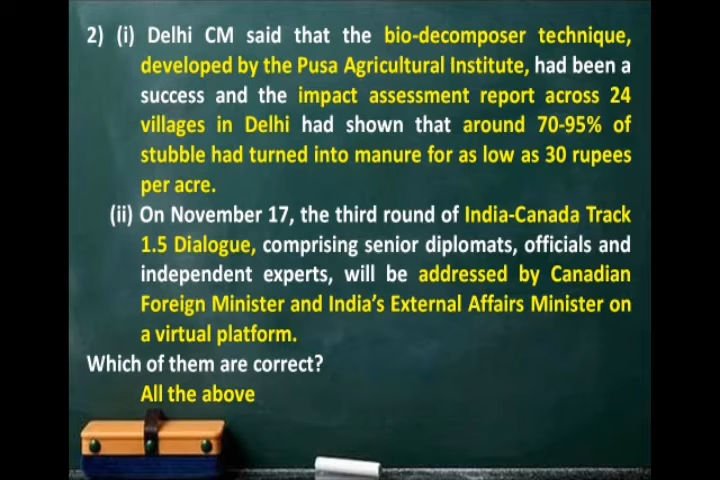 2) (i) Delhi CM said that the bio-decomposer technique,
developed by the Pusa Agricultural Institute, had been a
success and the impact assessment report across 24
villages in Delhi had shown that around 70-95% of
stubble had turned into manure for as low as 30 rupees
per acre.
(ii) On November 17, the third round of India-Canada Track
1.5 Dialogue, comprising senior diplomats, officials and
independent experts, will be addressed by Canadian
Foreign Minister and India's External Affairs Minister on
a virtual platform.
Which of them are correct?
All the above